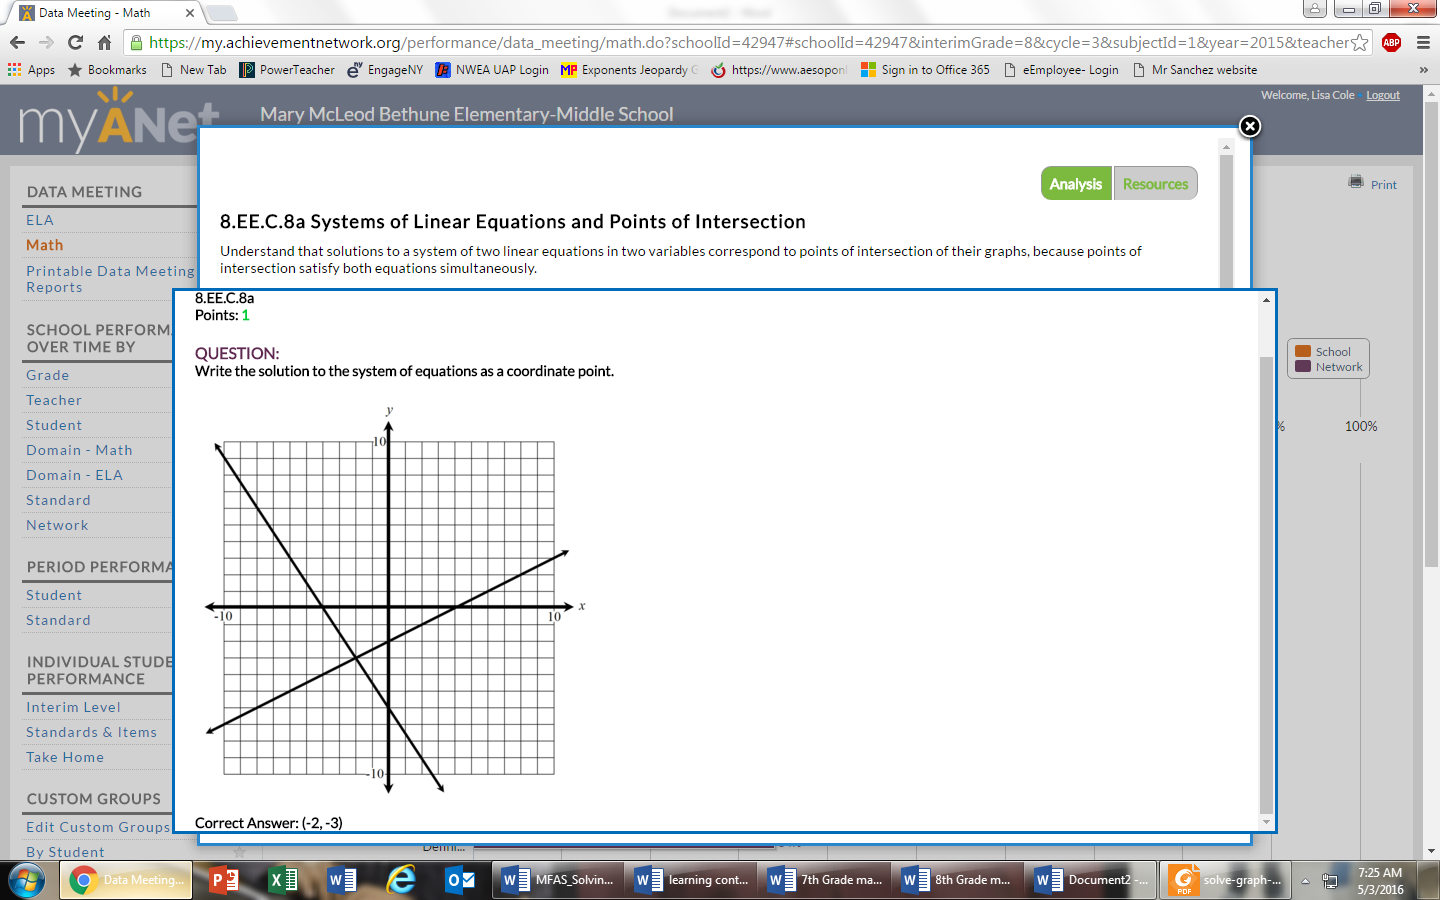 Data Meeting - Math
https://my.achievementnetwork.org/performance/data_meeting/math.do?schoolId=42947#schoolId=42947&interimGrade=8&cycle=3&subjectId=1&year=2015&teacher
ABP
Apps Bookmarks New Tab PowerTeacher EngageNY NWEA UAP Login Exponents Jeopardy G https://www.aesopon Sign in to Office 365 eEmployee- Login Mr Sanchez website »
Welcome, Lisa Cole Logout
myANet Mary McLeod Bethune Elementary-Middle School
Print
DATA MEETING
ELA
Math
Printable Data Meeting
Reports
SCHOOL PERFORMA
OVER TIME BY
Grade
Teacher
Student
Domain - Math
Domain - ELA
Standard
Network
PERIOD PERFORMA
Student
Standard
INDIVIDUAL STUDE
PERFORMANCE
Interim Level
Standards & Items
Take Home
CUSTOM GROUPS
Edit Custom Groups
By Student
Analysis Resources
8.EE.C.8a Systems of Linear Equations and Points of Intersection
Understand that solutions to a system of two linear equations in two variables correspond to points of intersection of their graphs, because points of
intersection satisfy both equations simultaneously.
8.EE.C.8a
Points: 1
QUESTION:
Write the solution to the system of equations as a coordinate point.
y
10
x
-10 10
-10
Correct Answer: (-2, -3)
School
Network
% 100%
Defini...
Data Meeting... MFAS_Solvin... learning cont... 7th Grade ma... 8th Grade m... Document2 -... solve-graph-...
PDF
7:25 AM
5/3/2016